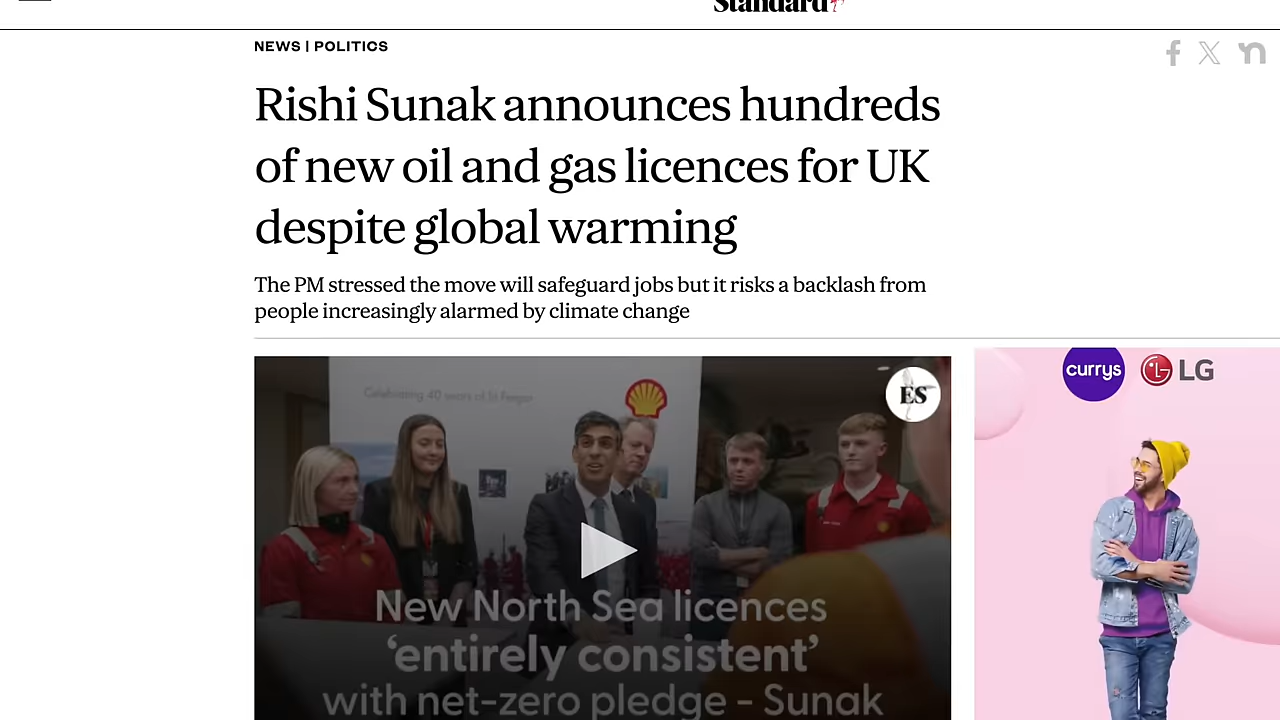 Standard
NEWS | POLITICS
Rishi Sunak announces hundreds
of new oil and gas licences for UK
despite global warming
The PM stressed the move will safeguard jobs but it risks a backlash from
people increasingly alarmed by climate change
Celebrating 40 years of St Fergus
ES
New North Sea licences
‘entirely consistent’
with net-zero pledge - Sunak
currys
LG